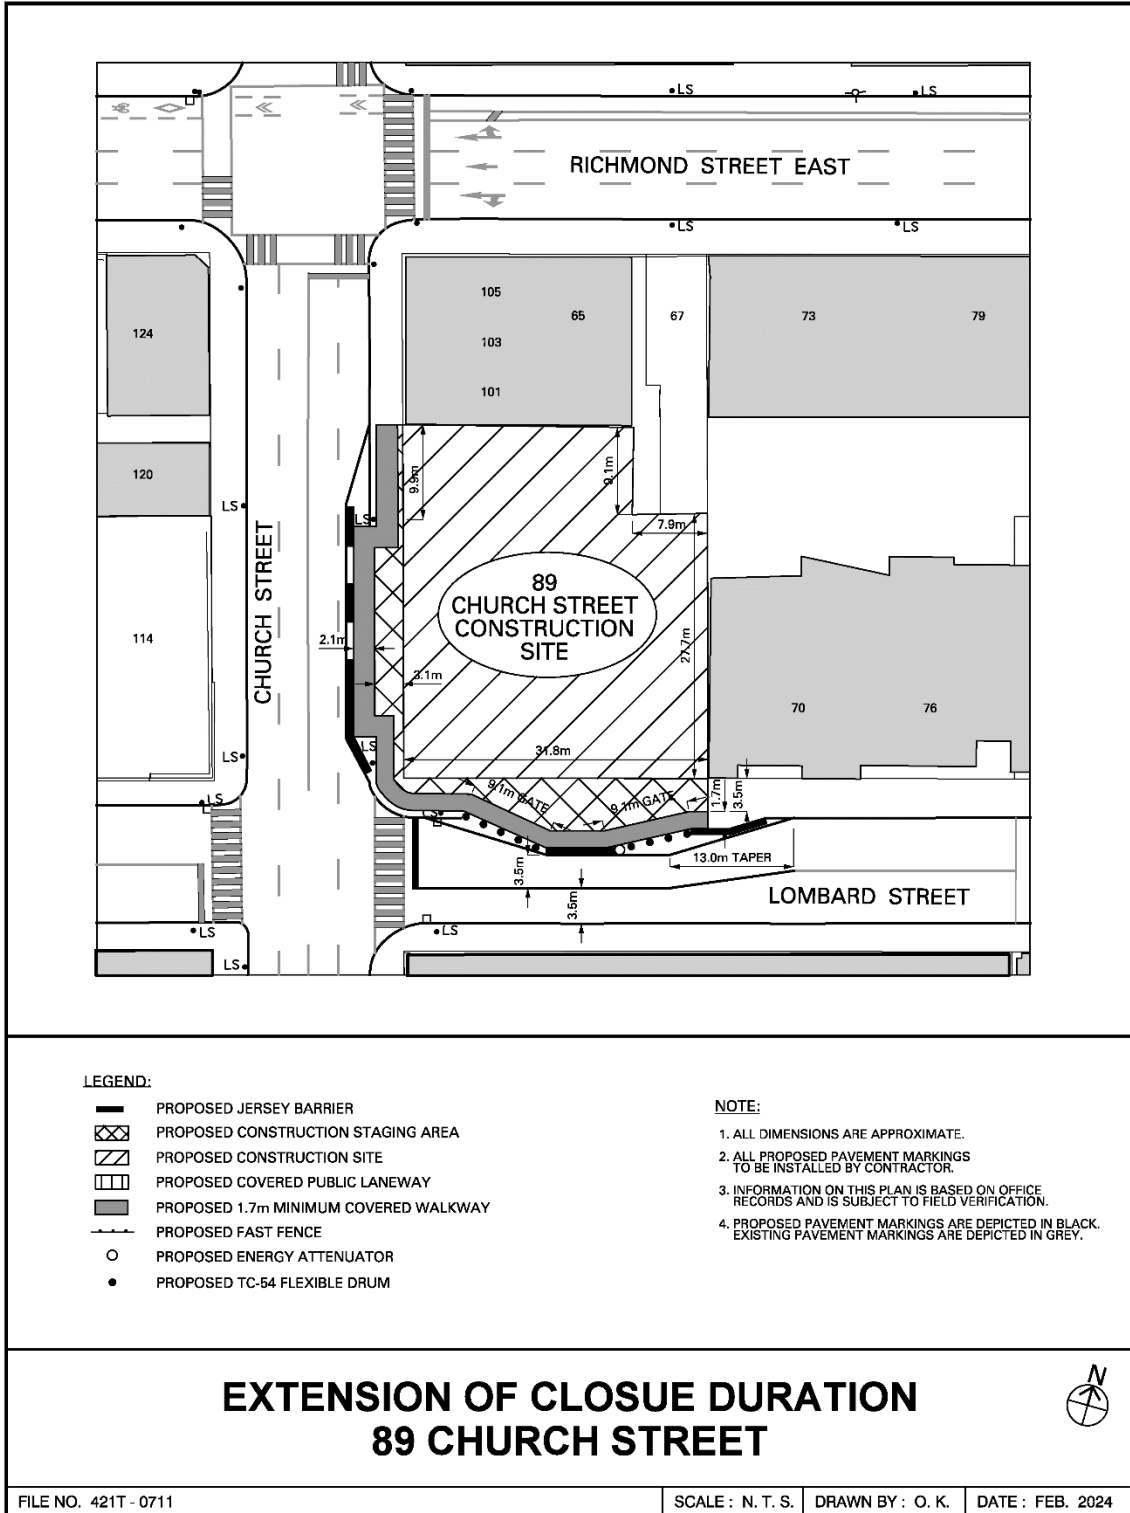 LS
LS
RICHMOND STREET EAST
LS
LS
105
65
67
73
79
124
103
101
120
9.9m
9.1m
LS
LS
7.9m
CHURCH STREET
89
CHURCH STREET
CONSTRUCTION
SITE
114
2.1m
27.7m
3.1m
70
76
LS
LS
31.8m
9.1m GATE
9.1m GATE
1.7m
3.5m
13.0m TAPER
3.5m
3.5m
LOMBARD STREET
LS
LS
LS
LEGEND:
PROPOSED JERSEY BARRIER
PROPOSED CONSTRUCTION STAGING AREA
PROPOSED CONSTRUCTION SITE
PROPOSED COVERED PUBLIC LANEWAY
PROPOSED 1.7m MINIMUM COVERED WALKWAY
PROPOSED FAST FENCE
PROPOSED ENERGY ATTENUATOR
PROPOSED TC-54 FLEXIBLE DRUM
NOTE:
1. ALL DIMENSIONS ARE APPROXIMATE.
2. ALL PROPOSED PAVEMENT MARKINGS
TO BE INSTALLED BY CONTRACTOR.
3. INFORMATION ON THIS PLAN IS BASED ON OFFICE
RECORDS AND IS SUBJECT TO FIELD VERIFICATION.
4. PROPOSED PAVEMENT MARKINGS ARE DEPICTED IN BLACK.
EXISTING PAVEMENT MARKINGS ARE DEPICTED IN GREY.
EXTENSION OF CLOSUE DURATION
89 CHURCH STREET
N
FILE NO. 421T - 0711
SCALE : N. T. S.
DRAWN BY : O. K.
DATE : FEB. 2024